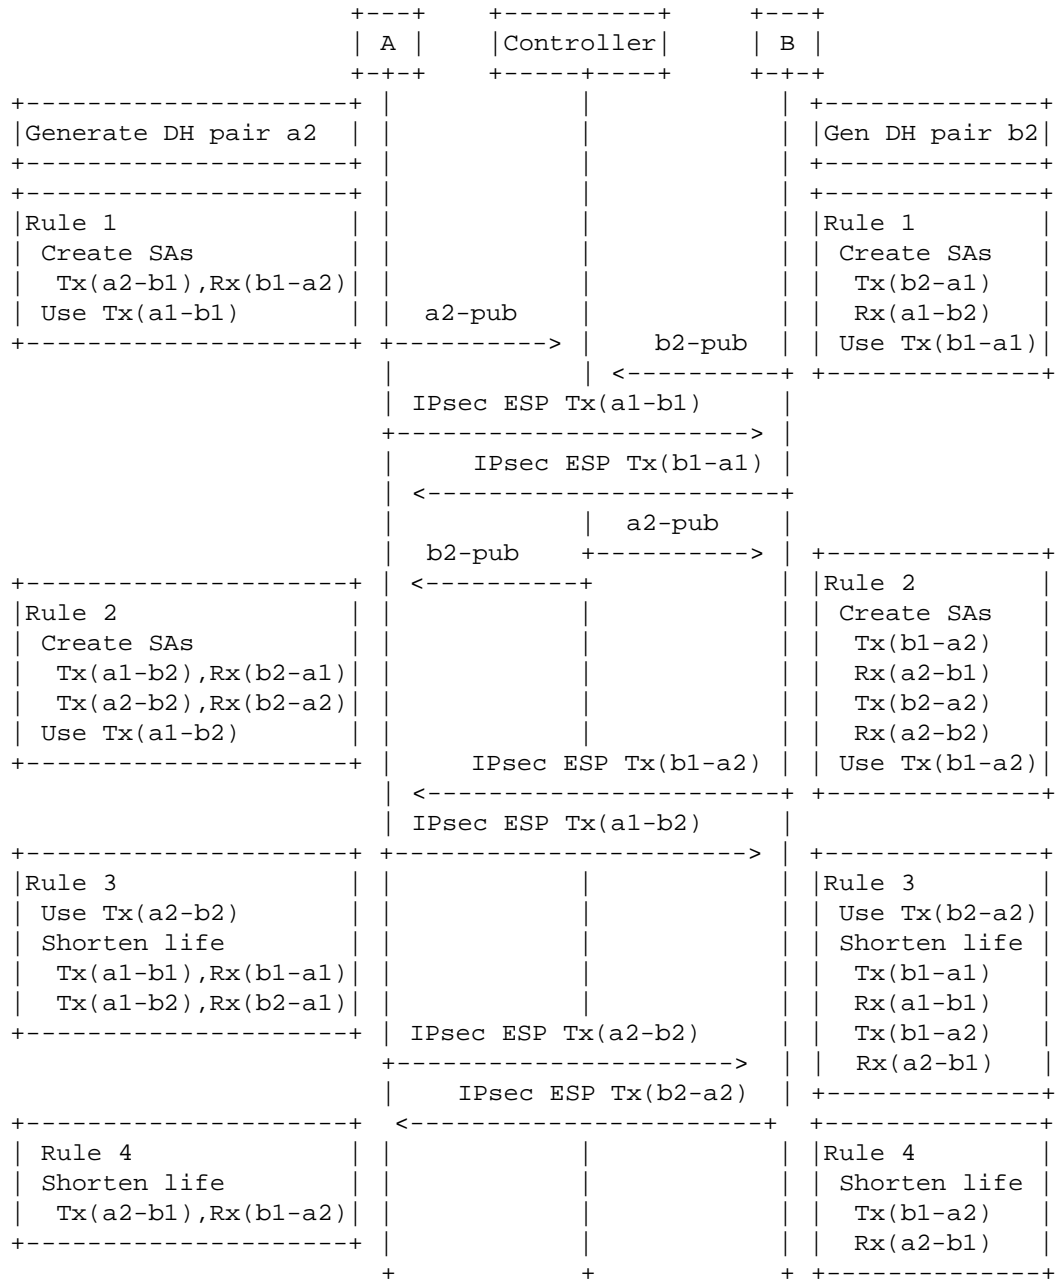 +---+    +----------+     +---+
                      | A |    |Controller|     | B |
                      +-+-+    +-----+----+     +-+-+
+---------------------+ |            |            | +--------------+
|Generate DH pair a2  | |            |            | |Gen DH pair b2|
+---------------------+ |            |            | +--------------+
+---------------------+ |            |            | +--------------+
|Rule 1               | |            |            | |Rule 1        |
| Create SAs          | |            |            | | Create SAs   |
|  Tx(a2-b1),Rx(b1-a2)| |            |            | |  Tx(b2-a1)   |
| Use Tx(a1-b1)       | |  a2-pub    |            | |  Rx(a1-b2)   |
+---------------------+ +----------> |    b2-pub  | | Use Tx(b1-a1)|
                        |            | <----------+ +--------------+
                        | IPsec ESP Tx(a1-b1)     |
                        +-----------------------> |
                        |     IPsec ESP Tx(b1-a1) |
                        | <-----------------------+
                        |            |  a2-pub    |
                        |  b2-pub    +----------> | +--------------+
+---------------------+ | <----------+            | |Rule 2        |
|Rule 2               | |            |            | | Create SAs   |
| Create SAs          | |            |            | |  Tx(b1-a2)   |
|  Tx(a1-b2),Rx(b2-a1)| |            |            | |  Rx(a2-b1)   |
|  Tx(a2-b2),Rx(b2-a2)| |            |            | |  Tx(b2-a2)   |
| Use Tx(a1-b2)       | |            |            | |  Rx(a2-b2)   |
+---------------------+ |     IPsec ESP Tx(b1-a2) | | Use Tx(b1-a2)|
                        | <-----------------------+ +--------------+
                        | IPsec ESP Tx(a1-b2)     |
+---------------------+ +-----------------------> | +--------------+
|Rule 3               | |            |            | |Rule 3        |
| Use Tx(a2-b2)       | |            |            | | Use Tx(b2-a2)|
| Shorten life        | |            |            | | Shorten life |
|  Tx(a1-b1),Rx(b1-a1)| |            |            | |  Tx(b1-a1)   |
|  Tx(a1-b2),Rx(b2-a1)| |            |            | |  Rx(a1-b1)   |
+---------------------+ | IPsec ESP Tx(a2-b2)     | |  Tx(b1-a2)   |
                        +---------------------->  | |  Rx(a2-b1)   |
                        |    IPsec ESP Tx(b2-a2)  | +--------------+
+---------------------+  <-----------------------+  +--------------+
| Rule 4              | |            |            | |Rule 4        |
| Shorten life        | |            |            | | Shorten life |
|  Tx(a2-b1),Rx(b1-a2)| |            |            | |  Tx(b1-a2)   |
+---------------------+ |            |            | |  Rx(a2-b1)   |
                        +            +            + +--------------+